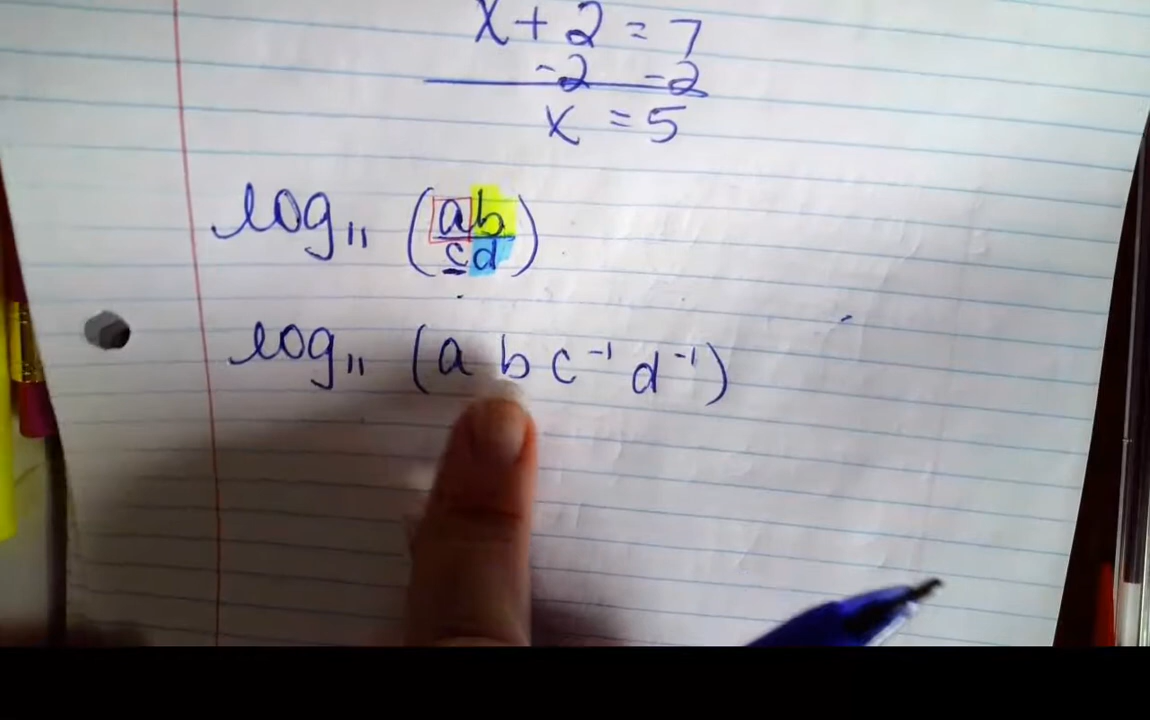 x + 2 = 7
-2 -2
x = 5
log₁₁ (ab/cd)
log₁₁ (a b c⁻¹ d⁻¹)